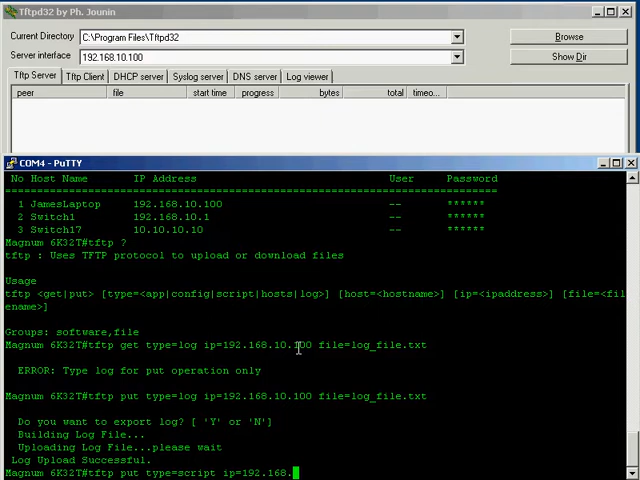 Tftpd32 by Ph. Jounin
Current Directory C:\Program Files\Tftpd32 Browse
Server interface 192.168.10.100 Show Dir
Tftp Server Tftp Client DHCP server Syslog server DNS server Log viewer
peer file start time progress bytes total timeo...
COM4 - PuTTY
No Host Name IP Address User Password
=================================================================
1 JamesLaptop 192.168.10.100 -- ******
2 Switch1 192.168.10.1 -- ******
3 Switch17 10.10.10.10 -- ******
Magnum 6K32T#tftp ?
tftp : Uses TFTP protocol to upload or download files
Usage
tftp <get|put> [type=<app|config|script|hosts|log>] [host=<hostname>] [ip=<ipaddress>] [file=<fil
ename>]
Groups: software,file
Magnum 6K32T#tftp get type=log ip=192.168.10.100 file=log_file.txt
ERROR: Type log for put operation only
Magnum 6K32T#tftp put type=log ip=192.168.10.100 file=log_file.txt
Do you want to export log? [ 'Y' or 'N']
Building Log File...
Uploading Log File...please wait
Log Upload Successful.
Magnum 6K32T#tftp put type=script ip=192.168.